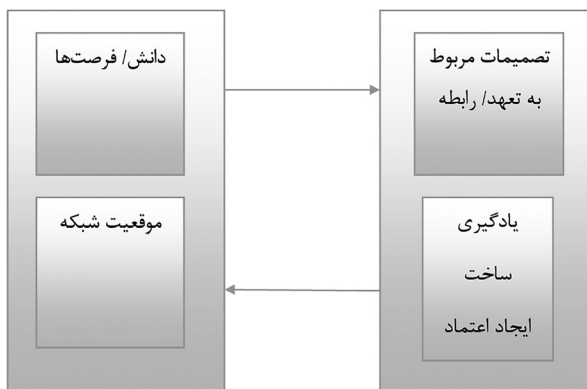 دانش/ فرصت‌ها
موقعیت شبکه
تصمیمات مربوط
به تعهد/ رابطه
یادگیری
ساخت
ایجاد اعتماد